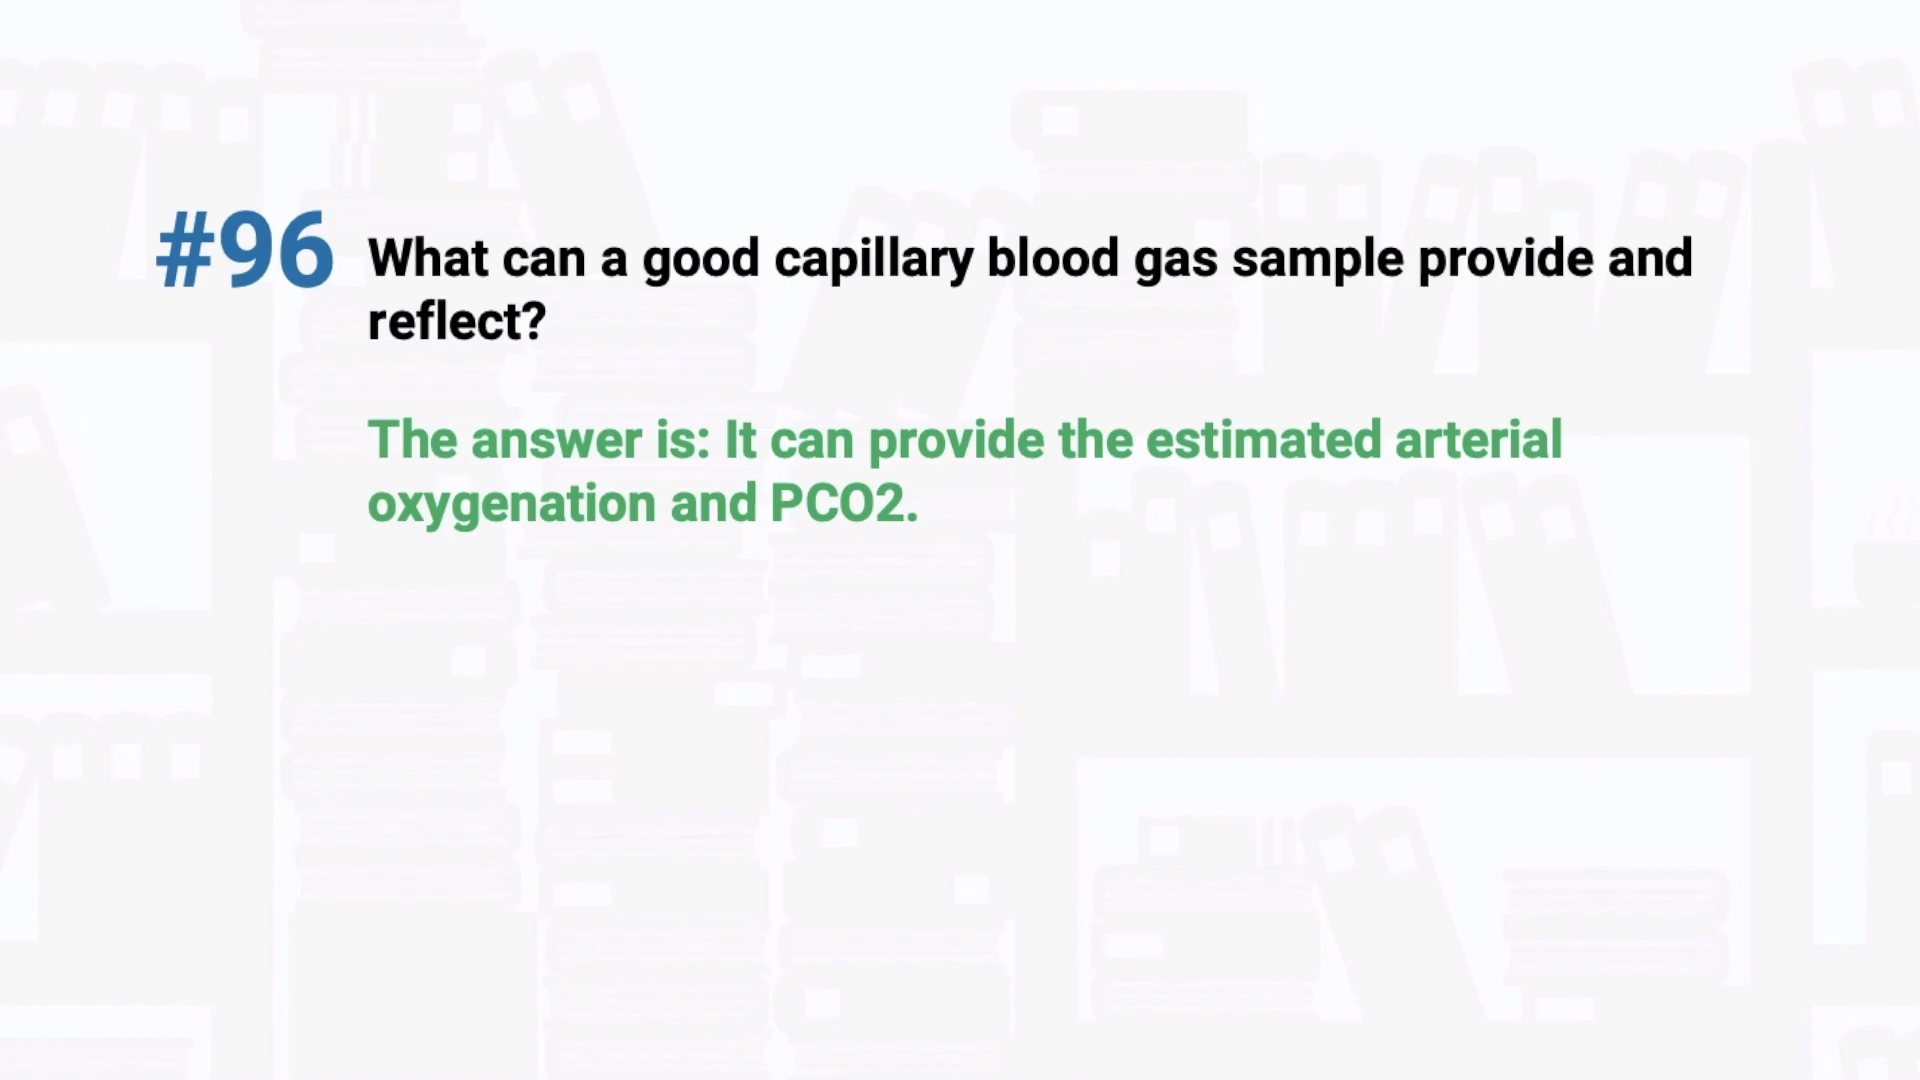 #96 What can a good capillary blood gas sample provide and
reflect?
The answer is: It can provide the estimated arterial
oxygenation and PCO2.